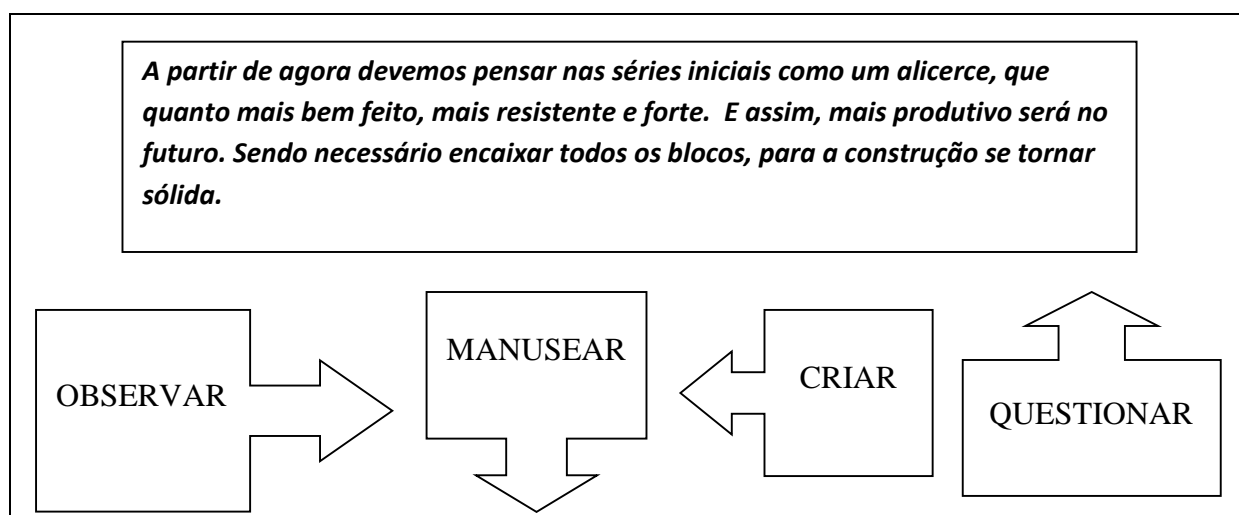 A partir de agora devemos pensar nas séries iniciais como um alicerce, que
quanto mais bem feito, mais resistente e forte.  E assim, mais produtivo será no
futuro. Sendo necessário encaixar todos os blocos, para a construção se tornar
sólida.
OBSERVAR
MANUSEAR
CRIAR
QUESTIONAR